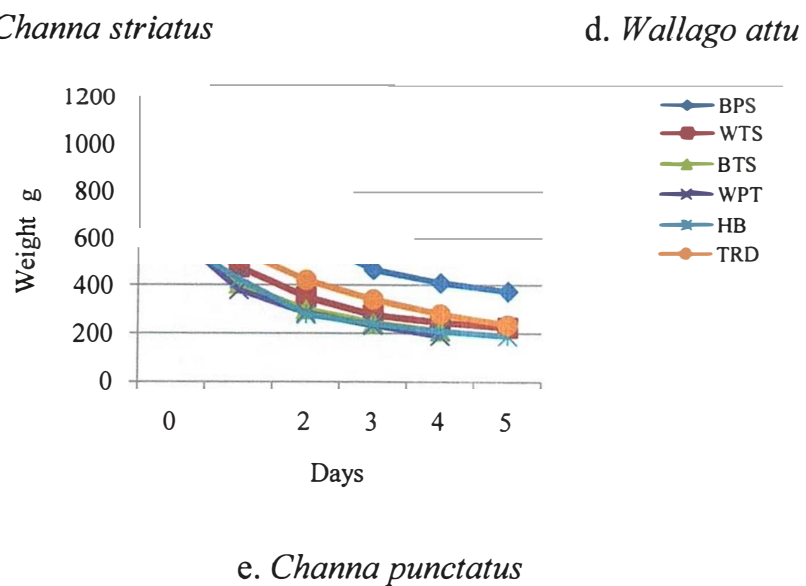 Channa striatus
d. Wallago attu
1200
1000
800
600
400
200
0
Weight g
0 2 3 4 5
Days
BPS
WTS
BTS
WPT
HB
TRD
e. Channa punctatus